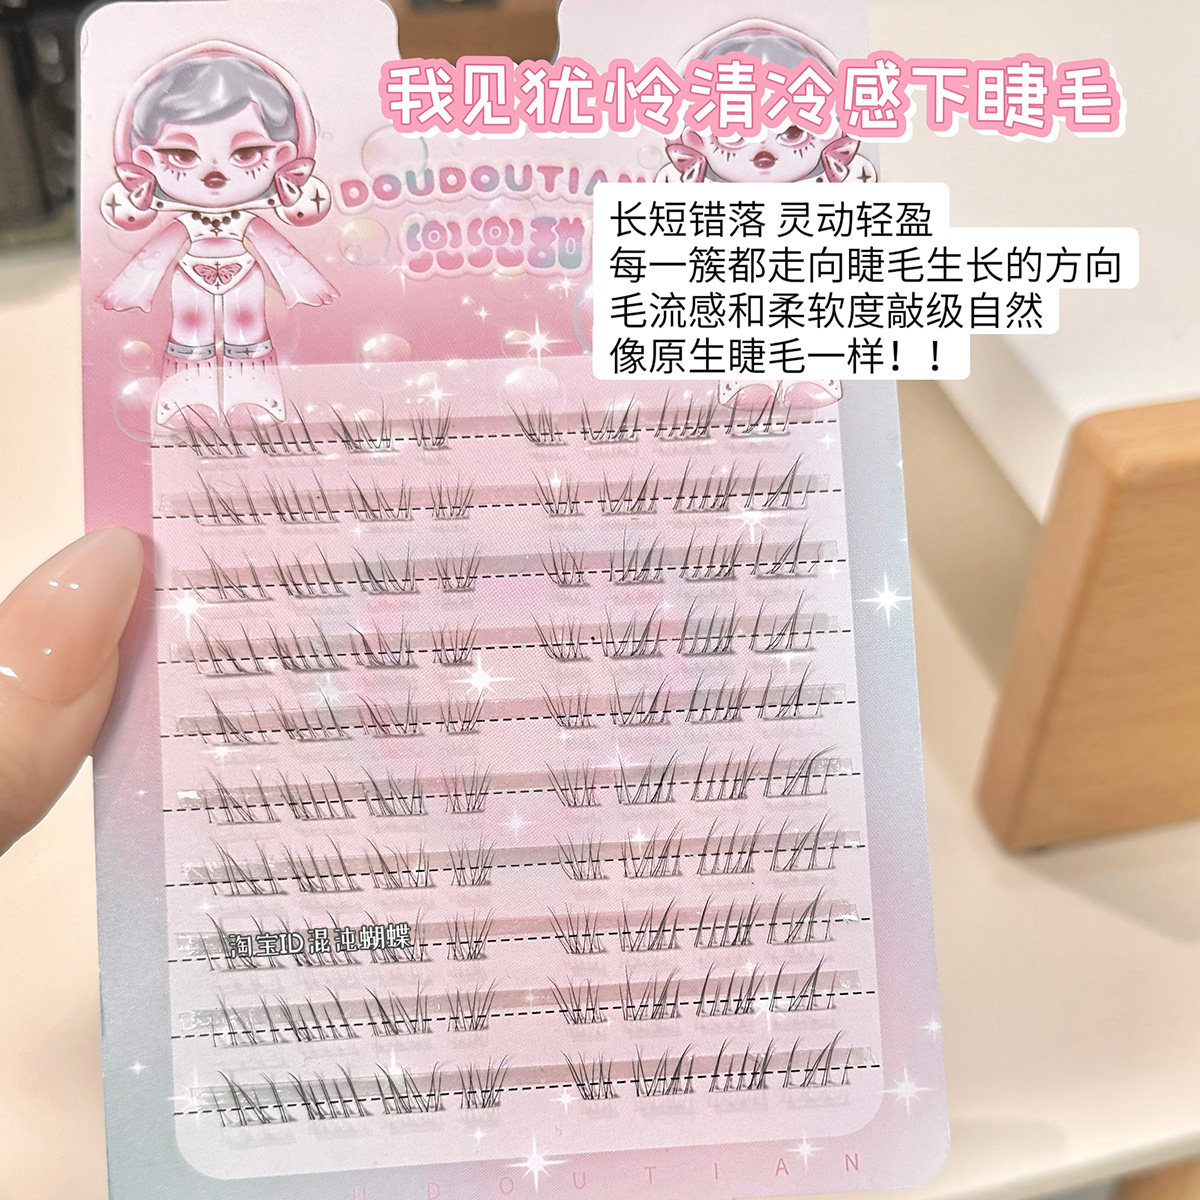 我见犹怜清冷感下睫毛
DOUDOUTIAN
兜兜甜
长短错落 灵动轻盈
每一簇都走向睫毛生长的方向
毛流感和柔软度敲级自然
像原生睫毛一样！！
淘宝ID 混沌蝴蝶
DOUTIAN